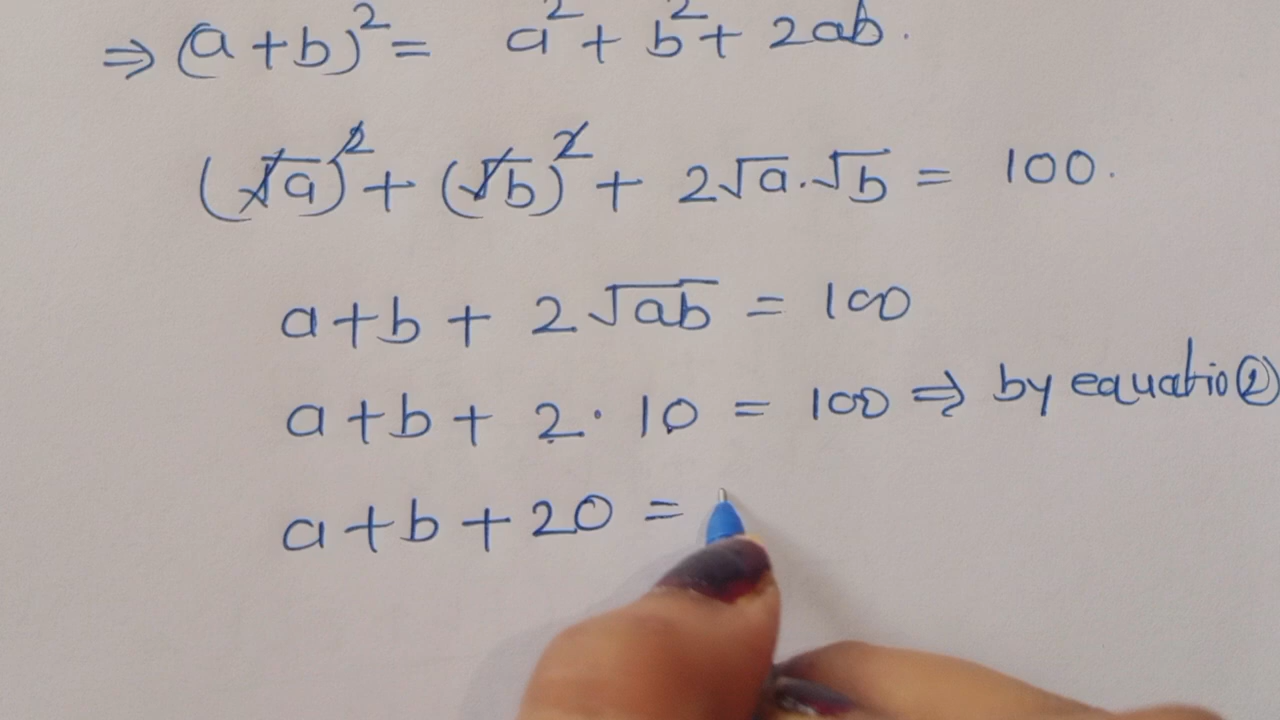 ⇒ (a+b)² = a² + b² + 2ab.
(√a)² + (√b)² + 2√a.√b = 100.
a+b + 2√ab = 100
a+b+ 2·10 = 100 ⇒ by equatio②
a+b+20 =